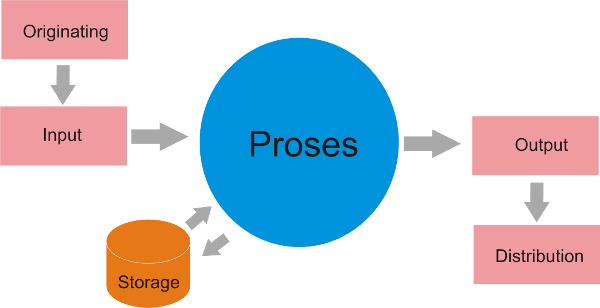 Originating
Input
Proses
Output
Storage
Distribution